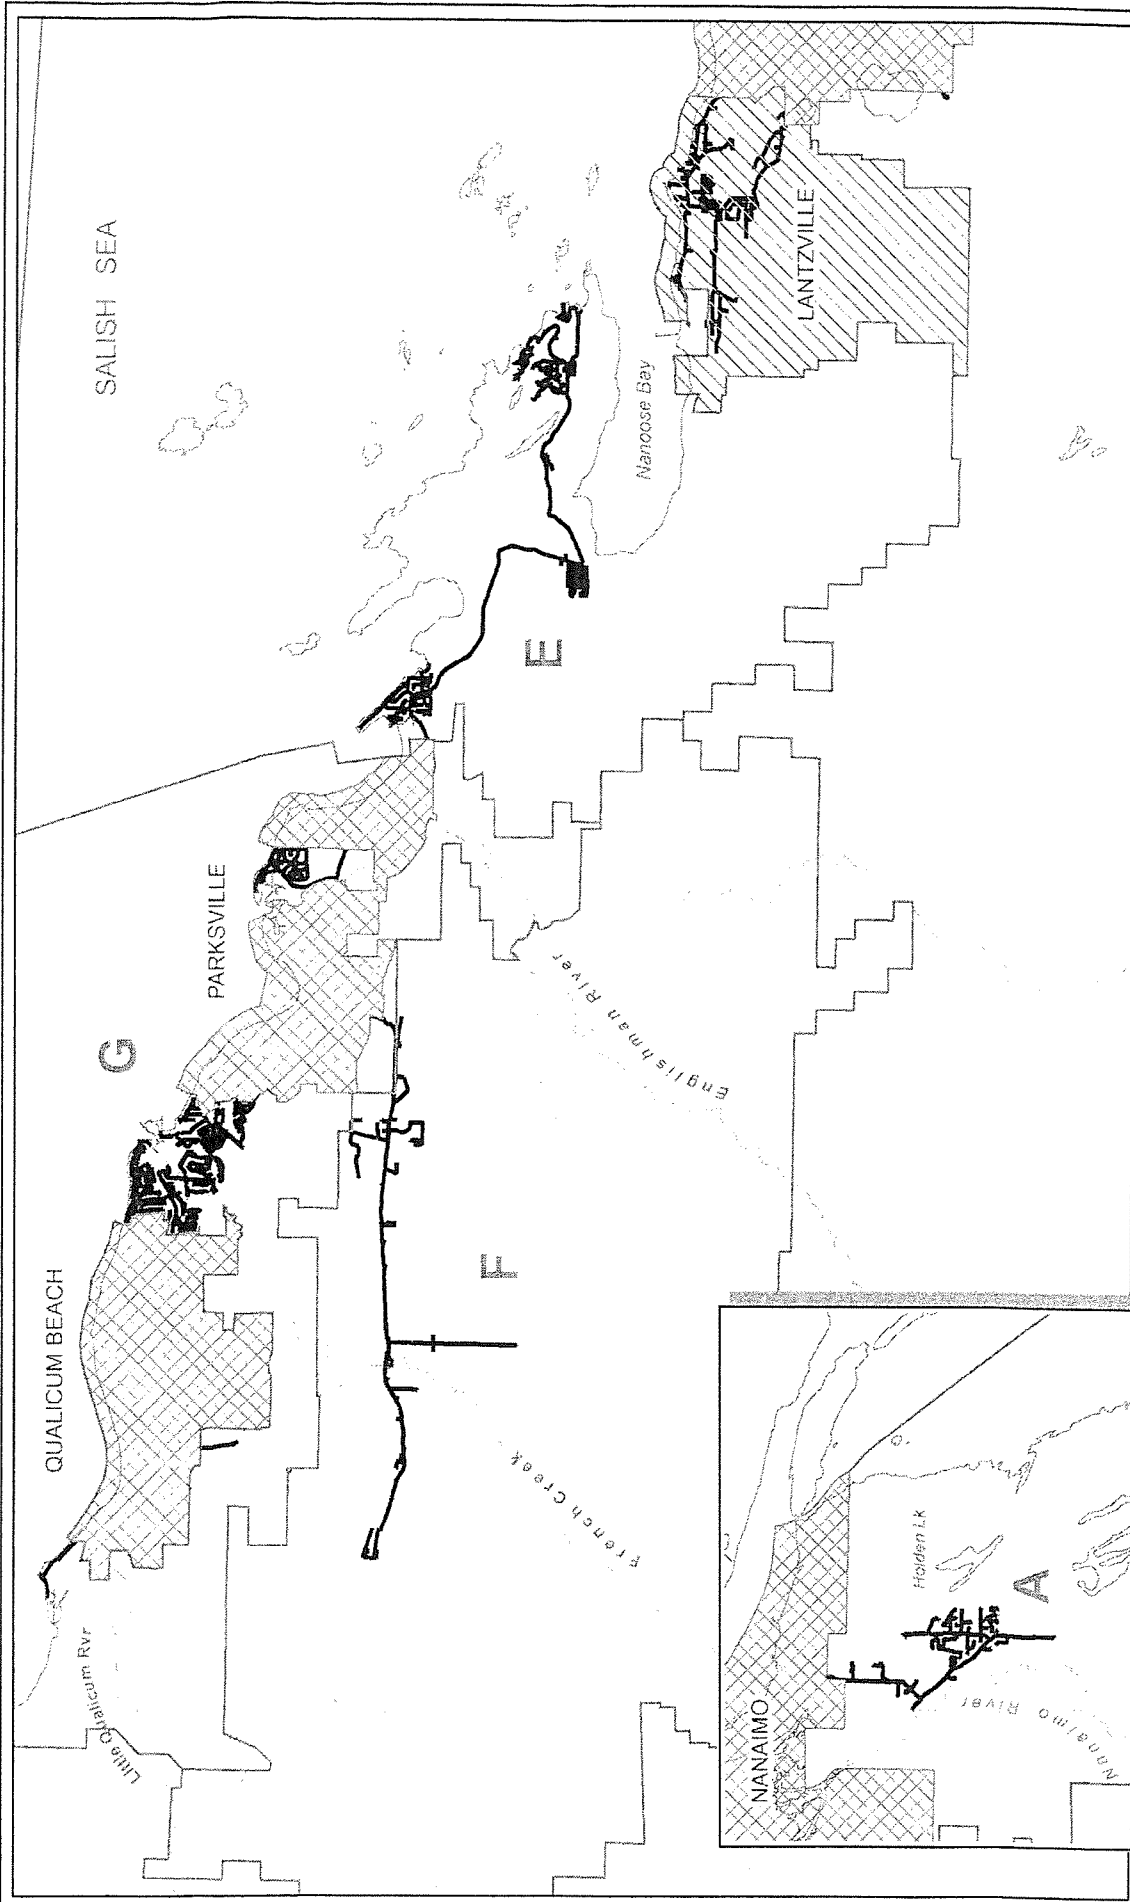 SALISH SEA
QUALICUM BEACH
G
PARKSVILLE
Little Qualicum Rvr
French Creek
F
Englishman River
E
Nanoose Bay
LANTZVILLE
NANAIMO
Nanaimo River
A
Holden Lk